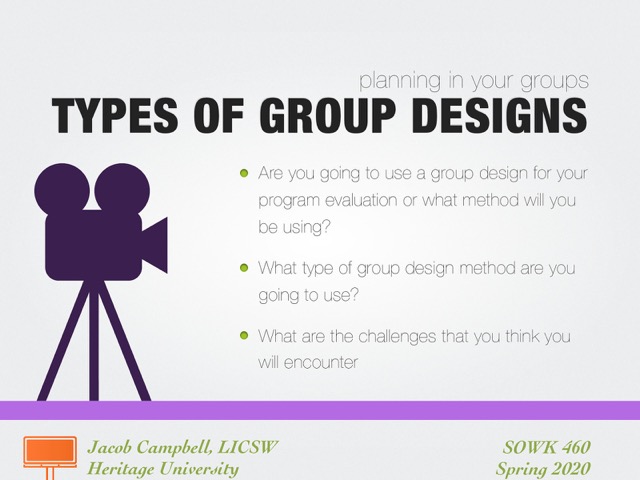 planning in your groups
TYPES OF GROUP DESIGNS
Are you going to use a group design for your
program evaluation or what method will you
be using?
What type of group design method are you
going to use?
What are the challenges that you think you
will encounter
Jacob Campbell, LICSW
Heritage University
SOWK 460
Spring 2020